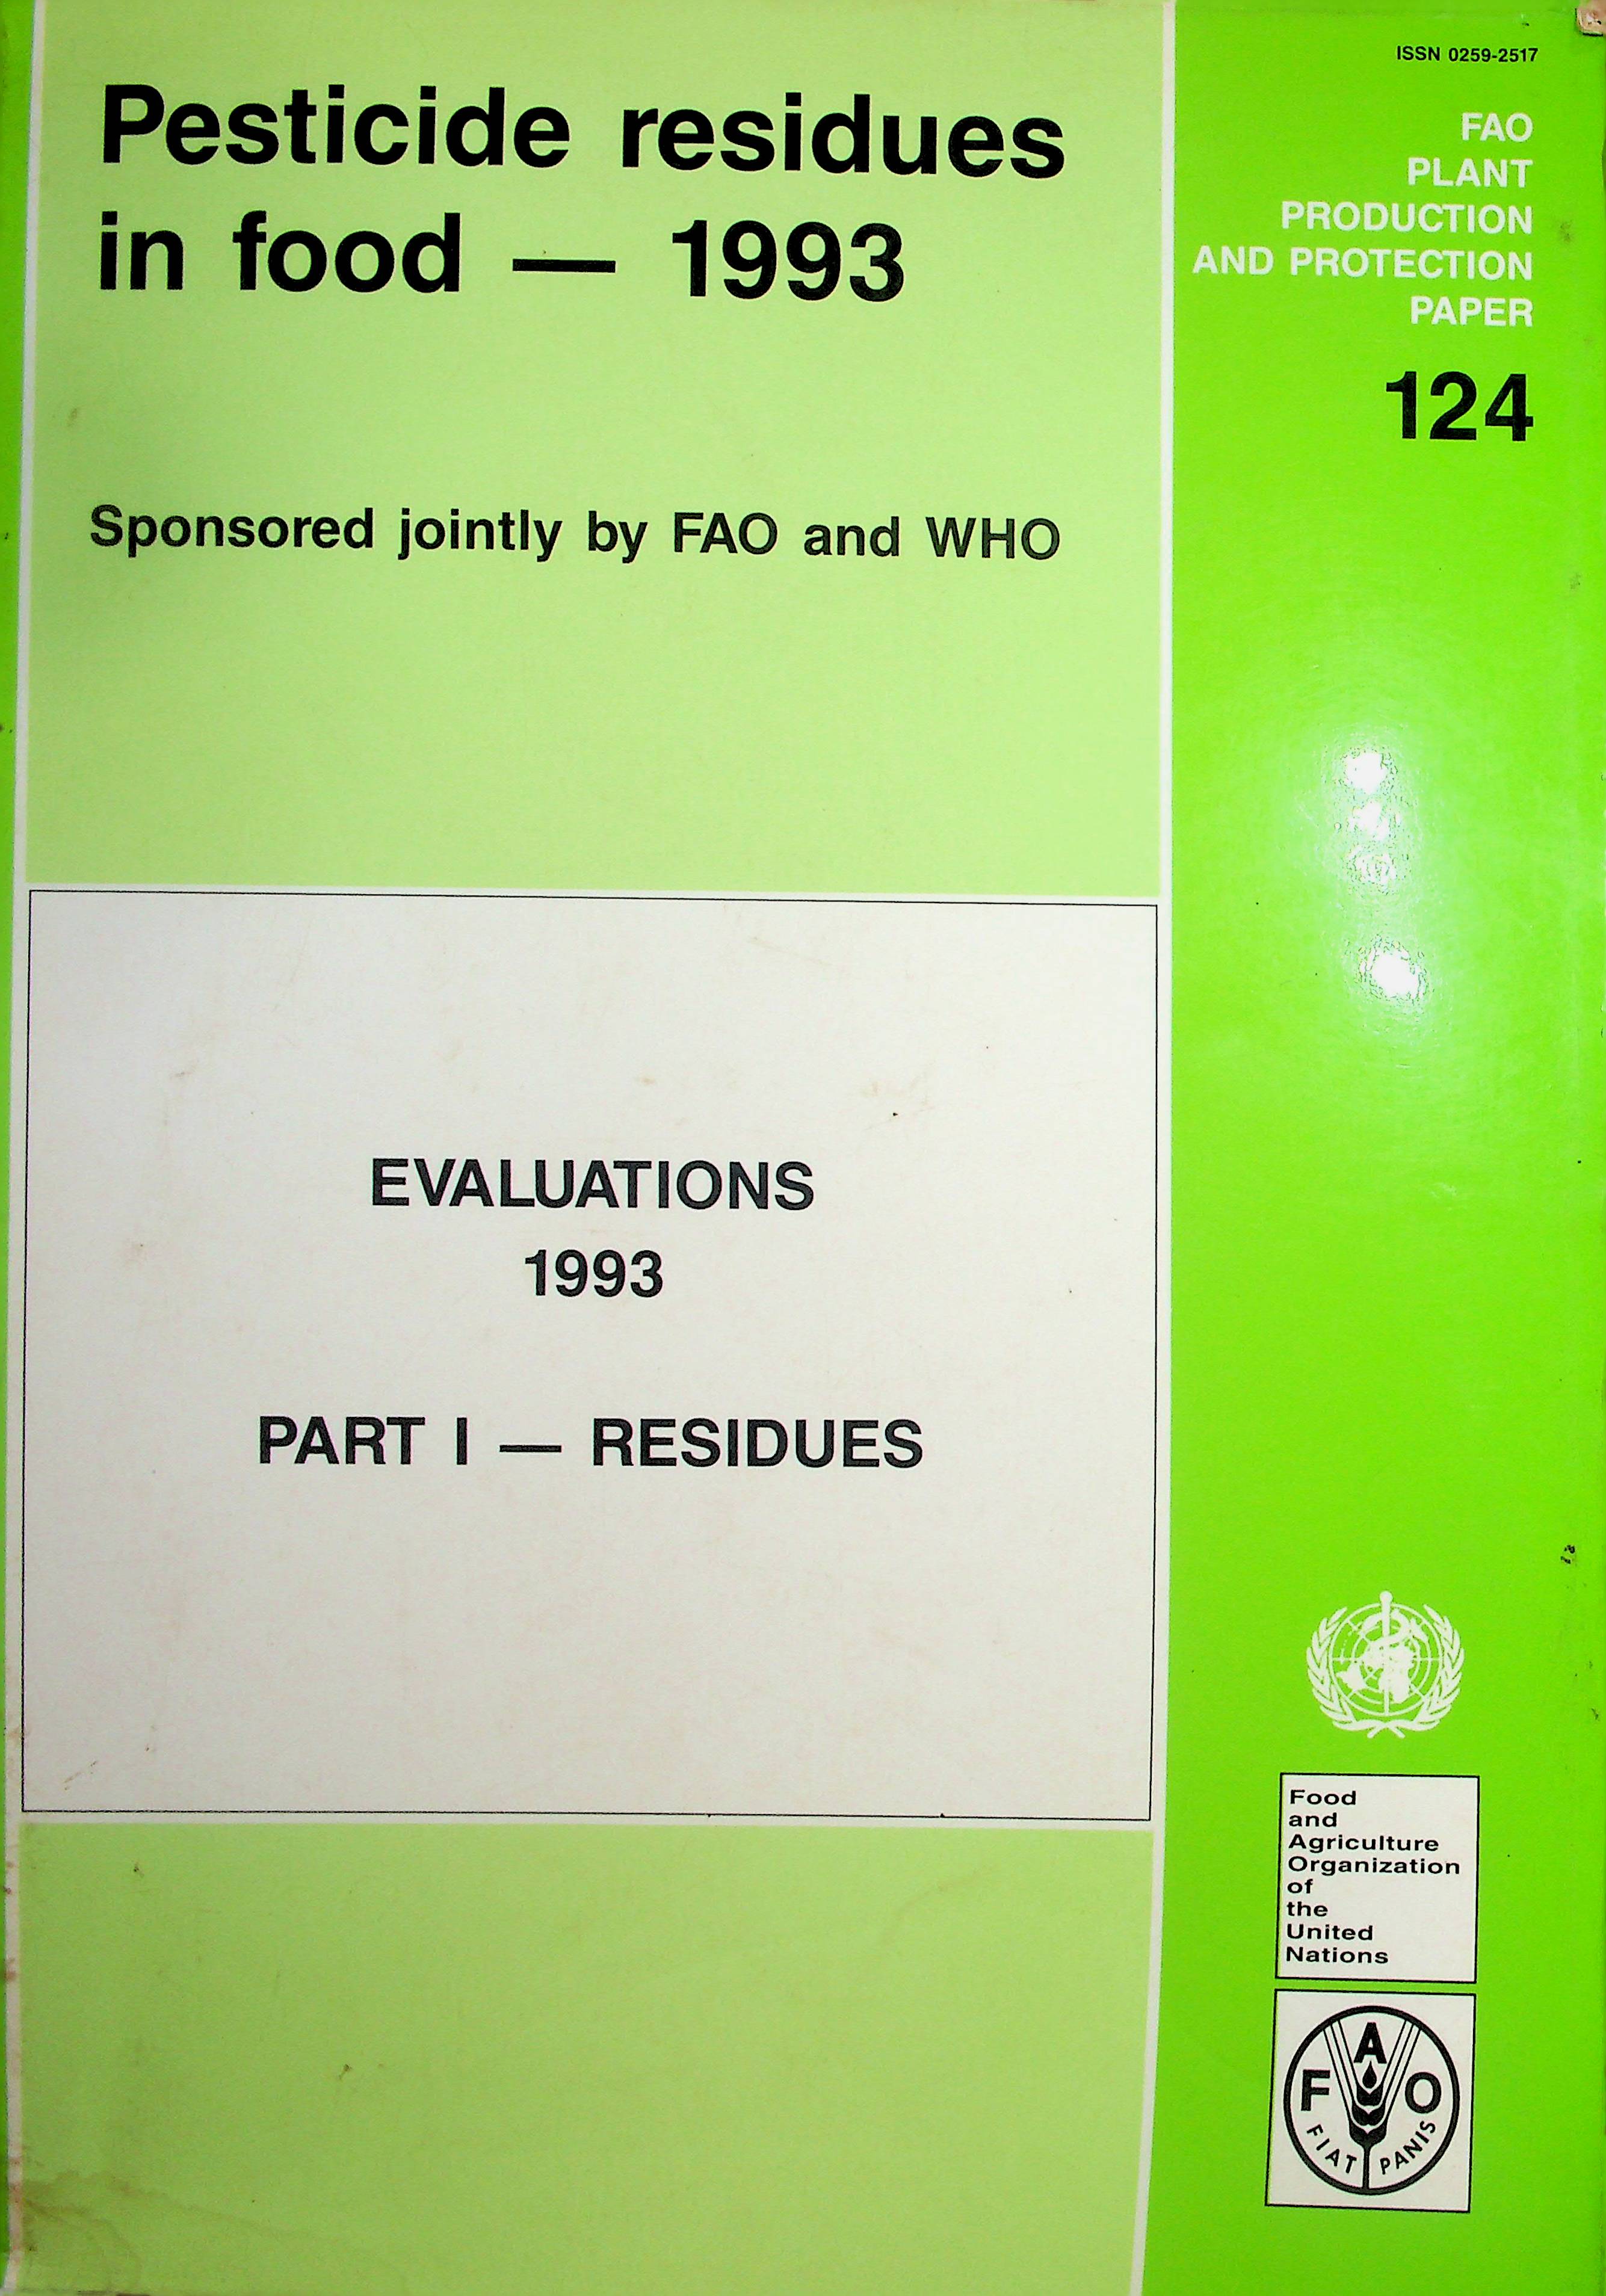 Pesticide residues
in food — 1993
Sponsored jointly by FAO and WHO
EVALUATIONS
1993
PART I — RESIDUES
ISSN 0259-2517
FAO
PLANT
PRODUCTION
AND PROTECTION
PAPER
124
Food
and
Agriculture
Organization
of
the
United
Nations
F A O
FIAT PANIS